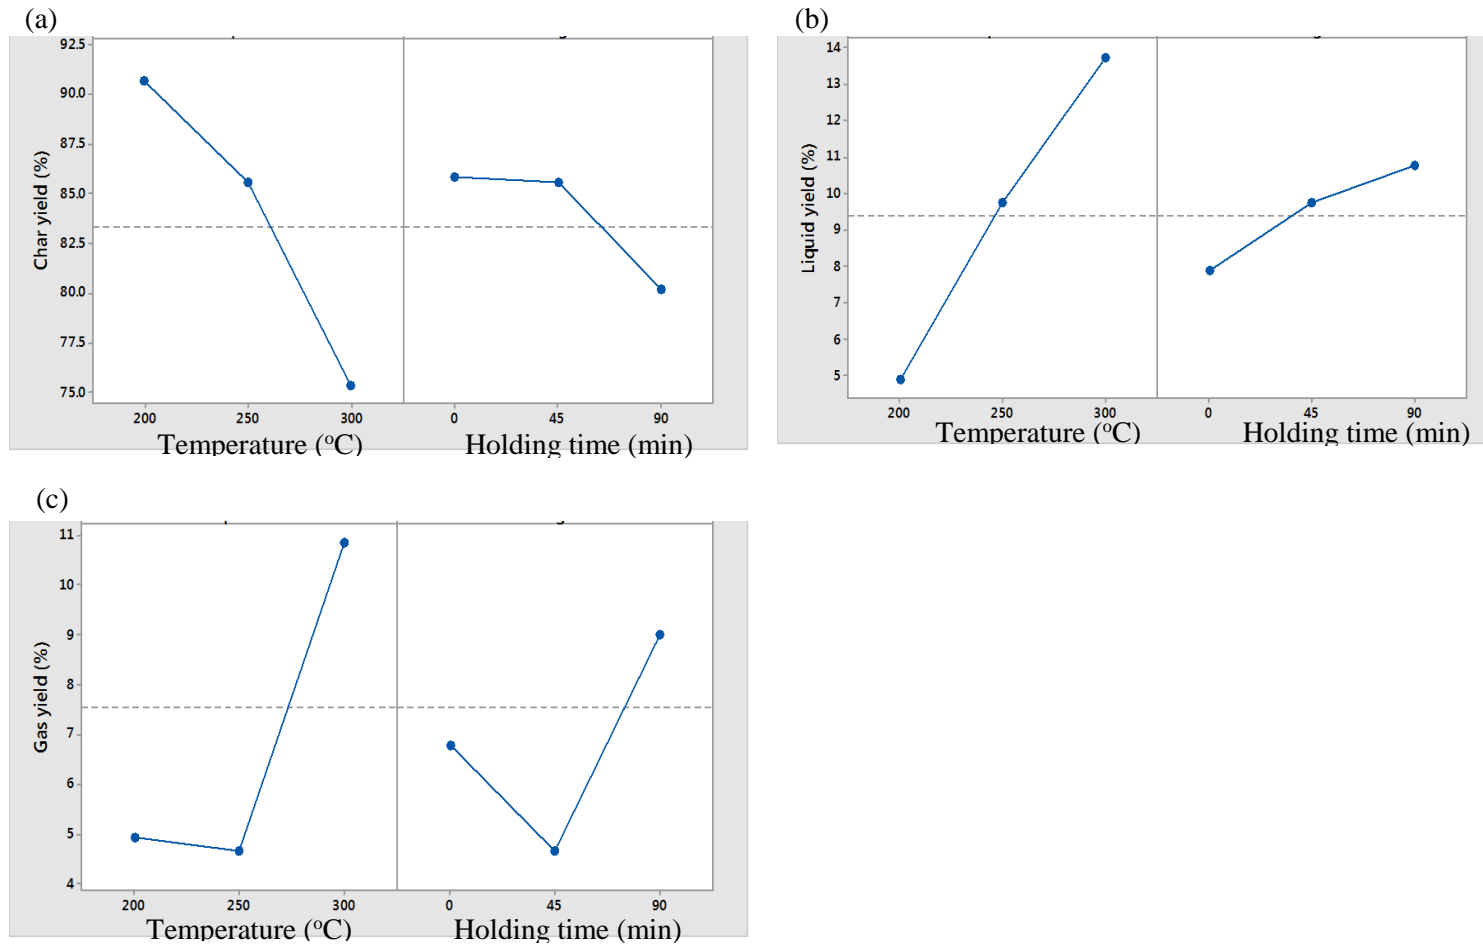 (a)
92.5
90.0
87.5
85.0
82.5
80.0
77.5
75.0
Char yield (%)
200 250 300 0 45 90
Temperature (°C) Holding time (min)
(b)
14
13
12
11
10
9
8
7
6
5
Liquid yield (%)
200 250 300 0 45 90
Temperature (°C) Holding time (min)
(c)
11
10
9
8
7
6
5
4
Gas yield (%)
200 250 300 0 45 90
Temperature (°C) Holding time (min)